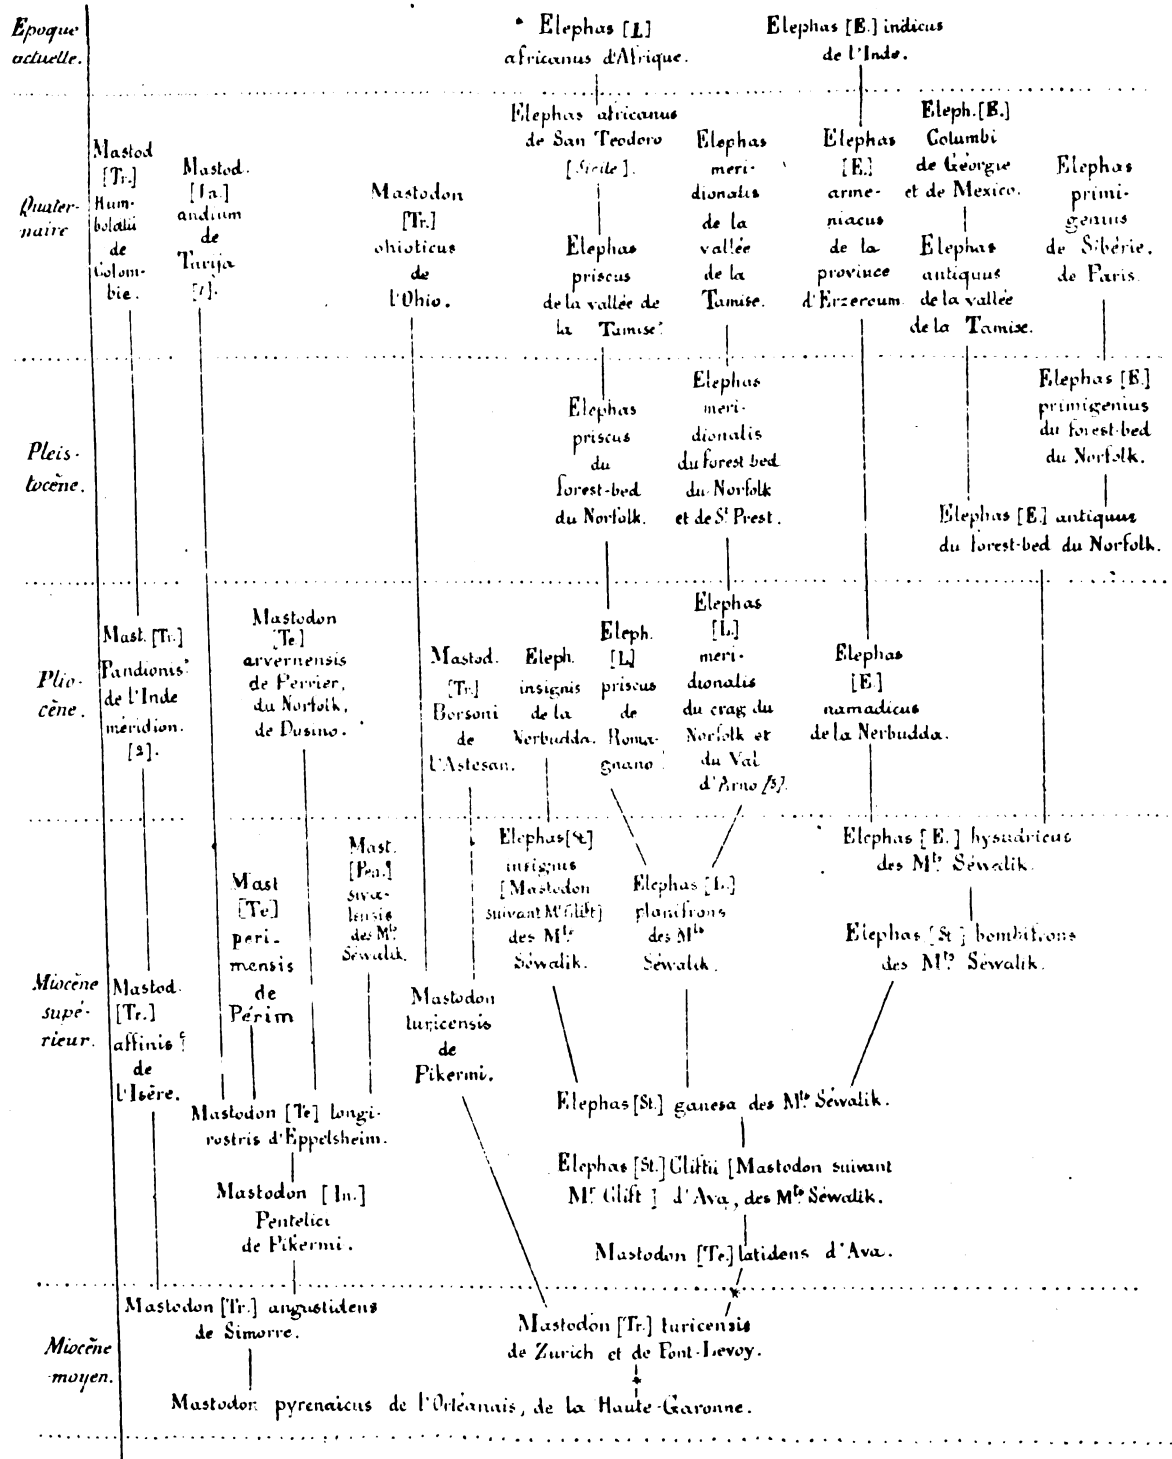 Epoque
actuelle.
Elephas [L]
africanus d'Afrique.
Elephas [E.] indicus
de l'Inde.
Quater-
naire
Mastod
[Tr.]
Hum-
boldtii
de
Colom-
bie.
Mastod.
[Te.]
andium
de
Tarija
[1].
Mastodon
[Tr.]
ohioticus
de
l'Ohio.
Elephas africanus
de San Teodoro
[Sicile].
Elephas
priscus
de la vallée de
la Tamise?
Elephas
meri-
dionalis
de la
vallée
de la
Tamise.
Elephas
[E.]
arme-
niacus
de la
province
d'Erzeroum.
Eleph. [E.]
Columbi
de Géorgie
et de Mexico.
Elephas
antiquus
de la vallée
de la Tamise.
Elephas
primi-
genius
de Sibérie.
de Paris.
Pleis-
tocène.
Elephas
priscus
du
forest-bed
du Norfolk.
Elephas
meri-
dionalis
du forest bed
du Norfolk
et de St Prest.
Elephas [E.]
primigenius
du forest-bed
du Norfolk.
Elephas [E.] antiquus
du forest-bed du Norfolk.
Plio-
cène.
Mast. [Tr.]
Pandionis?
de l'Inde
méridion.
[2].
Mastodon
[Te.]
arvernensis
de Perrier,
du Norfolk,
de Dusino.
Mastod.
[Tr.]
Borsoni
de
l'Astesan.
Eleph.
insignis
de la
Nerbudda.
Eleph.
[L]
priscus
de
Roma-
gnano
Elephas
[L.]
meri-
dionalis
du crag du
Norfolk et
du Val
d'Arno [3].
Elephas
[E.]
namadicus
de la Nerbudda.
Miocène
supé-
rieur.
Mastod.
[Tr.]
affinis?
de
l'Isère.
Mast
[Te]
peri-
mensis
de
Périm
Mast.
[Pen.]
siva-
lensis
des Mts
Séwalik.
Mastodon
turicensis
de
Pikermi.
Elephas [St.]
insignis
[Mastodon
suivant Mr Clift]
des Mts
Séwalik.
Elephas [L.]
planifrons
des Mts
Séwalik.
Elephas [E.] hysudricus
des Mts Séwalik.
Elephas [St.] bombifrons
des Mts Séwalik.
Mastodon [Te] longi-
rostris d'Eppelsheim.
Mastodon [In.]
Pentelici
de Pikermi.
Elephas [St.] ganesa des Mts Séwalik.
Elephas [St.] Cliftii [Mastodon suivant
Mr Clift] d'Ava, des Mts Séwalik.
Mastodon [Te.] latidens d'Ava.
Miocène
moyen.
Mastodon [Tr.] angustidens
de Simorre.
Mastodon [Tr.] turicensis
de Zurich et de Pont-Levoy.
Mastodon pyrenaicus de l'Orléanais, de la Haute-Garonne.